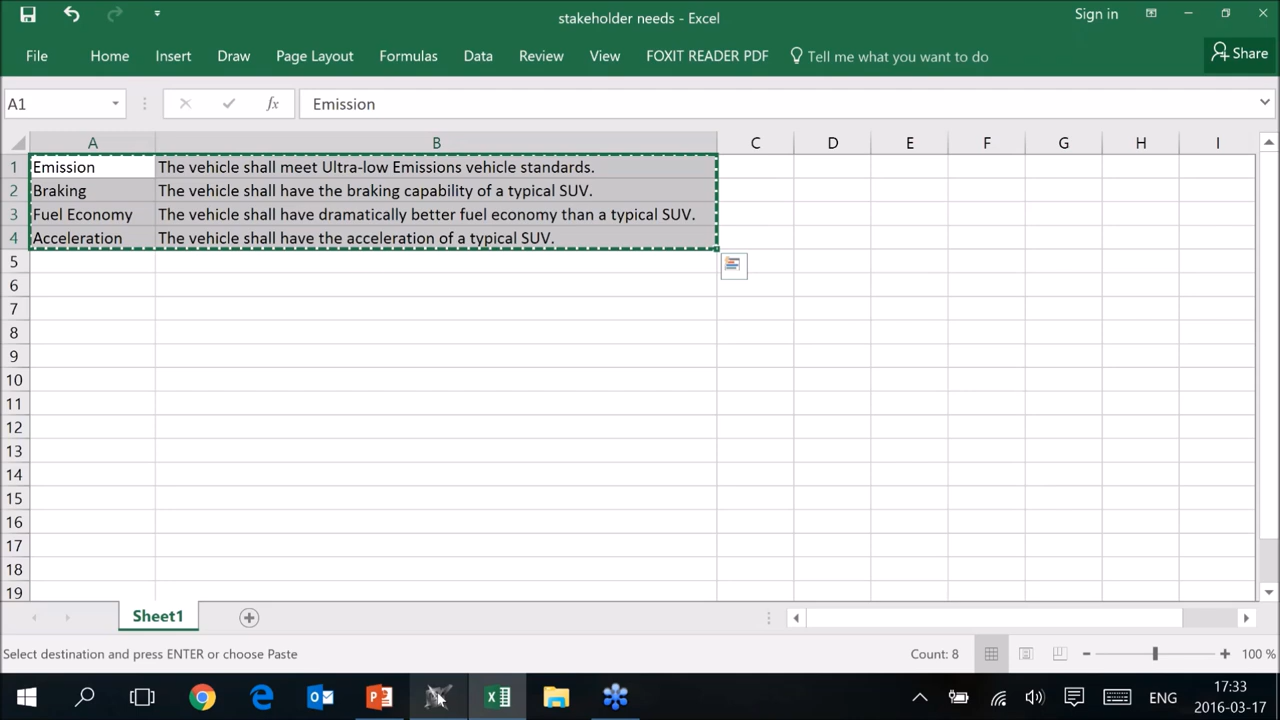 stakeholder needs - Excel
Sign in
File Home Insert Draw Page Layout Formulas Data Review View FOXIT READER PDF Tell me what you want to do Share
A1 fx Emission
A B C D E F G H I
1 Emission The vehicle shall meet Ultra-low Emissions vehicle standards.
2 Braking The vehicle shall have the braking capability of a typical SUV.
3 Fuel Economy The vehicle shall have dramatically better fuel economy than a typical SUV.
4 Acceleration The vehicle shall have the acceleration of a typical SUV.
5
6
7
8
9
10
11
12
13
14
15
16
17
18
19
Sheet1
Select destination and press ENTER or choose Paste Count: 8 100 %
ENG 17:33
2016-03-17